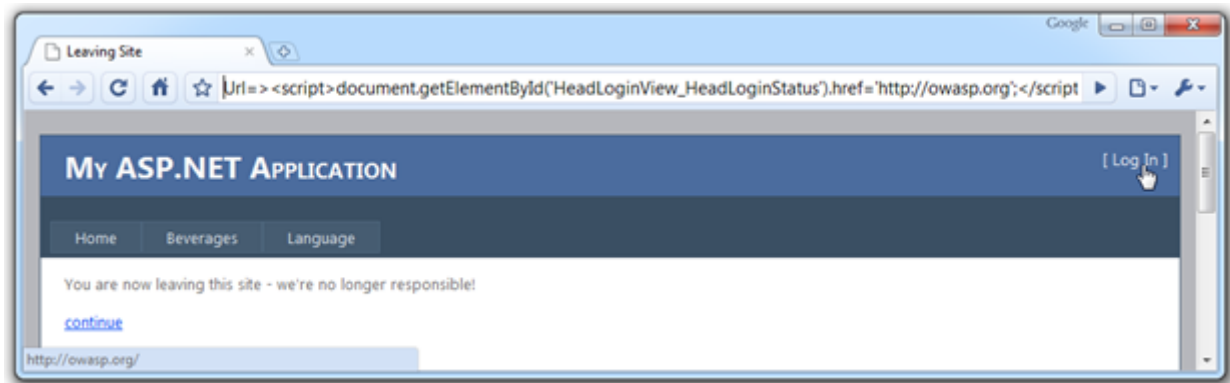 Google
Leaving Site
Url=><script>document.getElementById('HeadLoginView_HeadLoginStatus').href='http://owasp.org';</script
MY ASP.NET APPLICATION
[ Log In ]
Home Beverages Language
You are now leaving this site - we're no longer responsible!
continue
http://owasp.org/